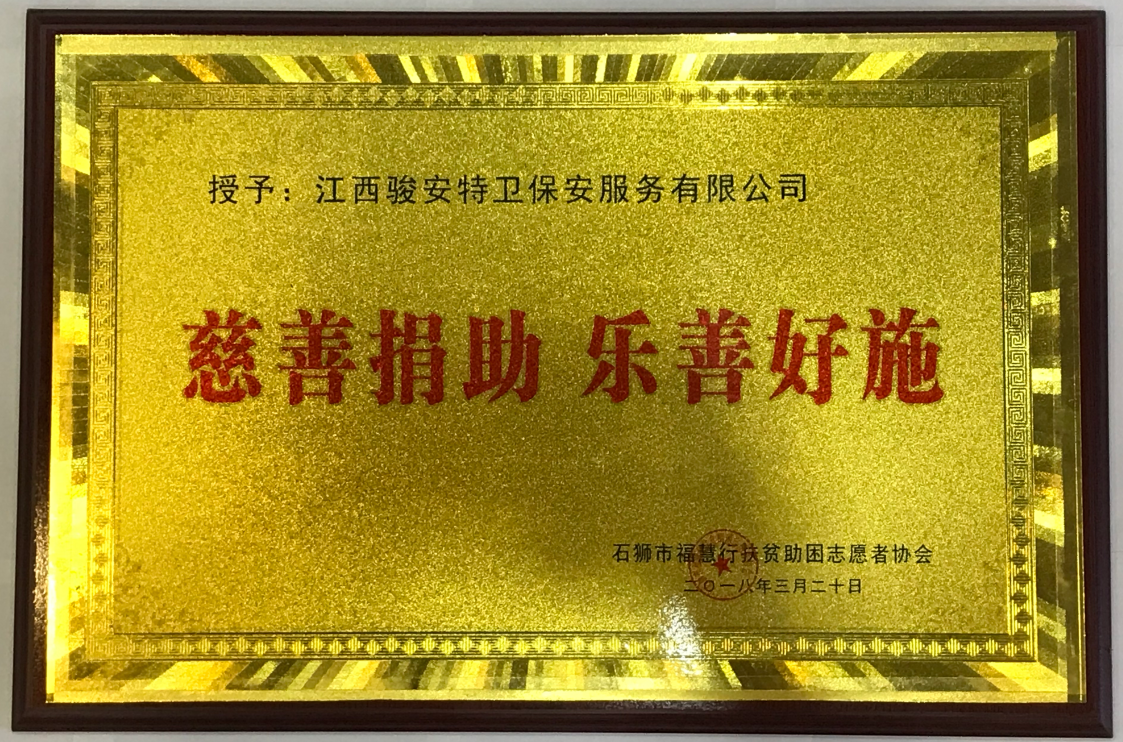 授予：江西骏安特卫保安服务有限公司
慈善捐助 乐善好施
石狮市福慧行扶贫助困志愿者协会
二〇一八年三月二十日